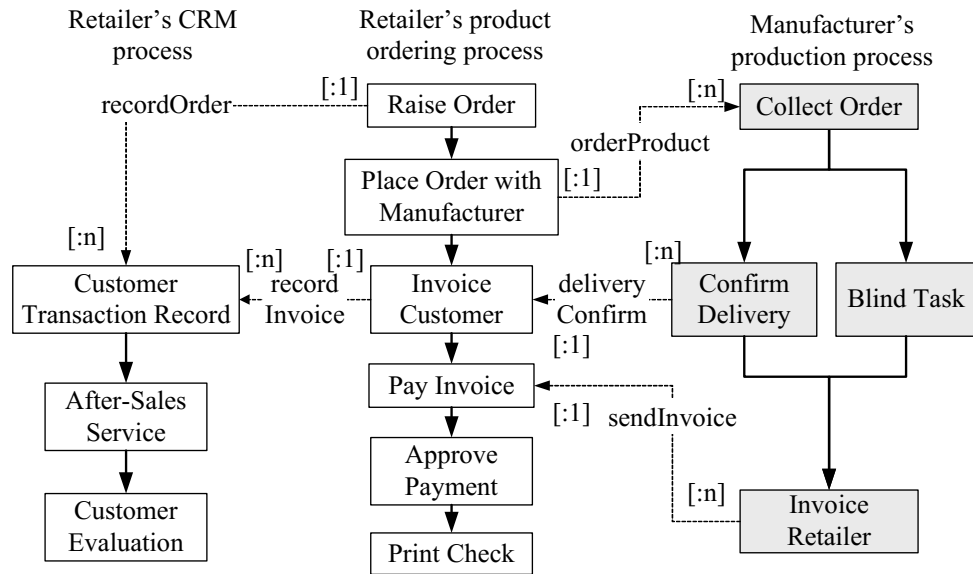 Retailer's CRM
process
Retailer's product
ordering process
Manufacturer's
production process
recordOrder
[:1]
Raise Order
[:n]
Collect Order
orderProduct
Place Order with
Manufacturer
[:1]
[:n]
Customer
Transaction Record
[:n]
[:1]
record
Invoice
Invoice
Customer
delivery
Confirm
[:n]
[:1]
Confirm
Delivery
Blind Task
Pay Invoice
[:1]
sendInvoice
After-Sales
Service
Approve
Payment
[:n]
Invoice
Retailer
Customer
Evaluation
Print Check